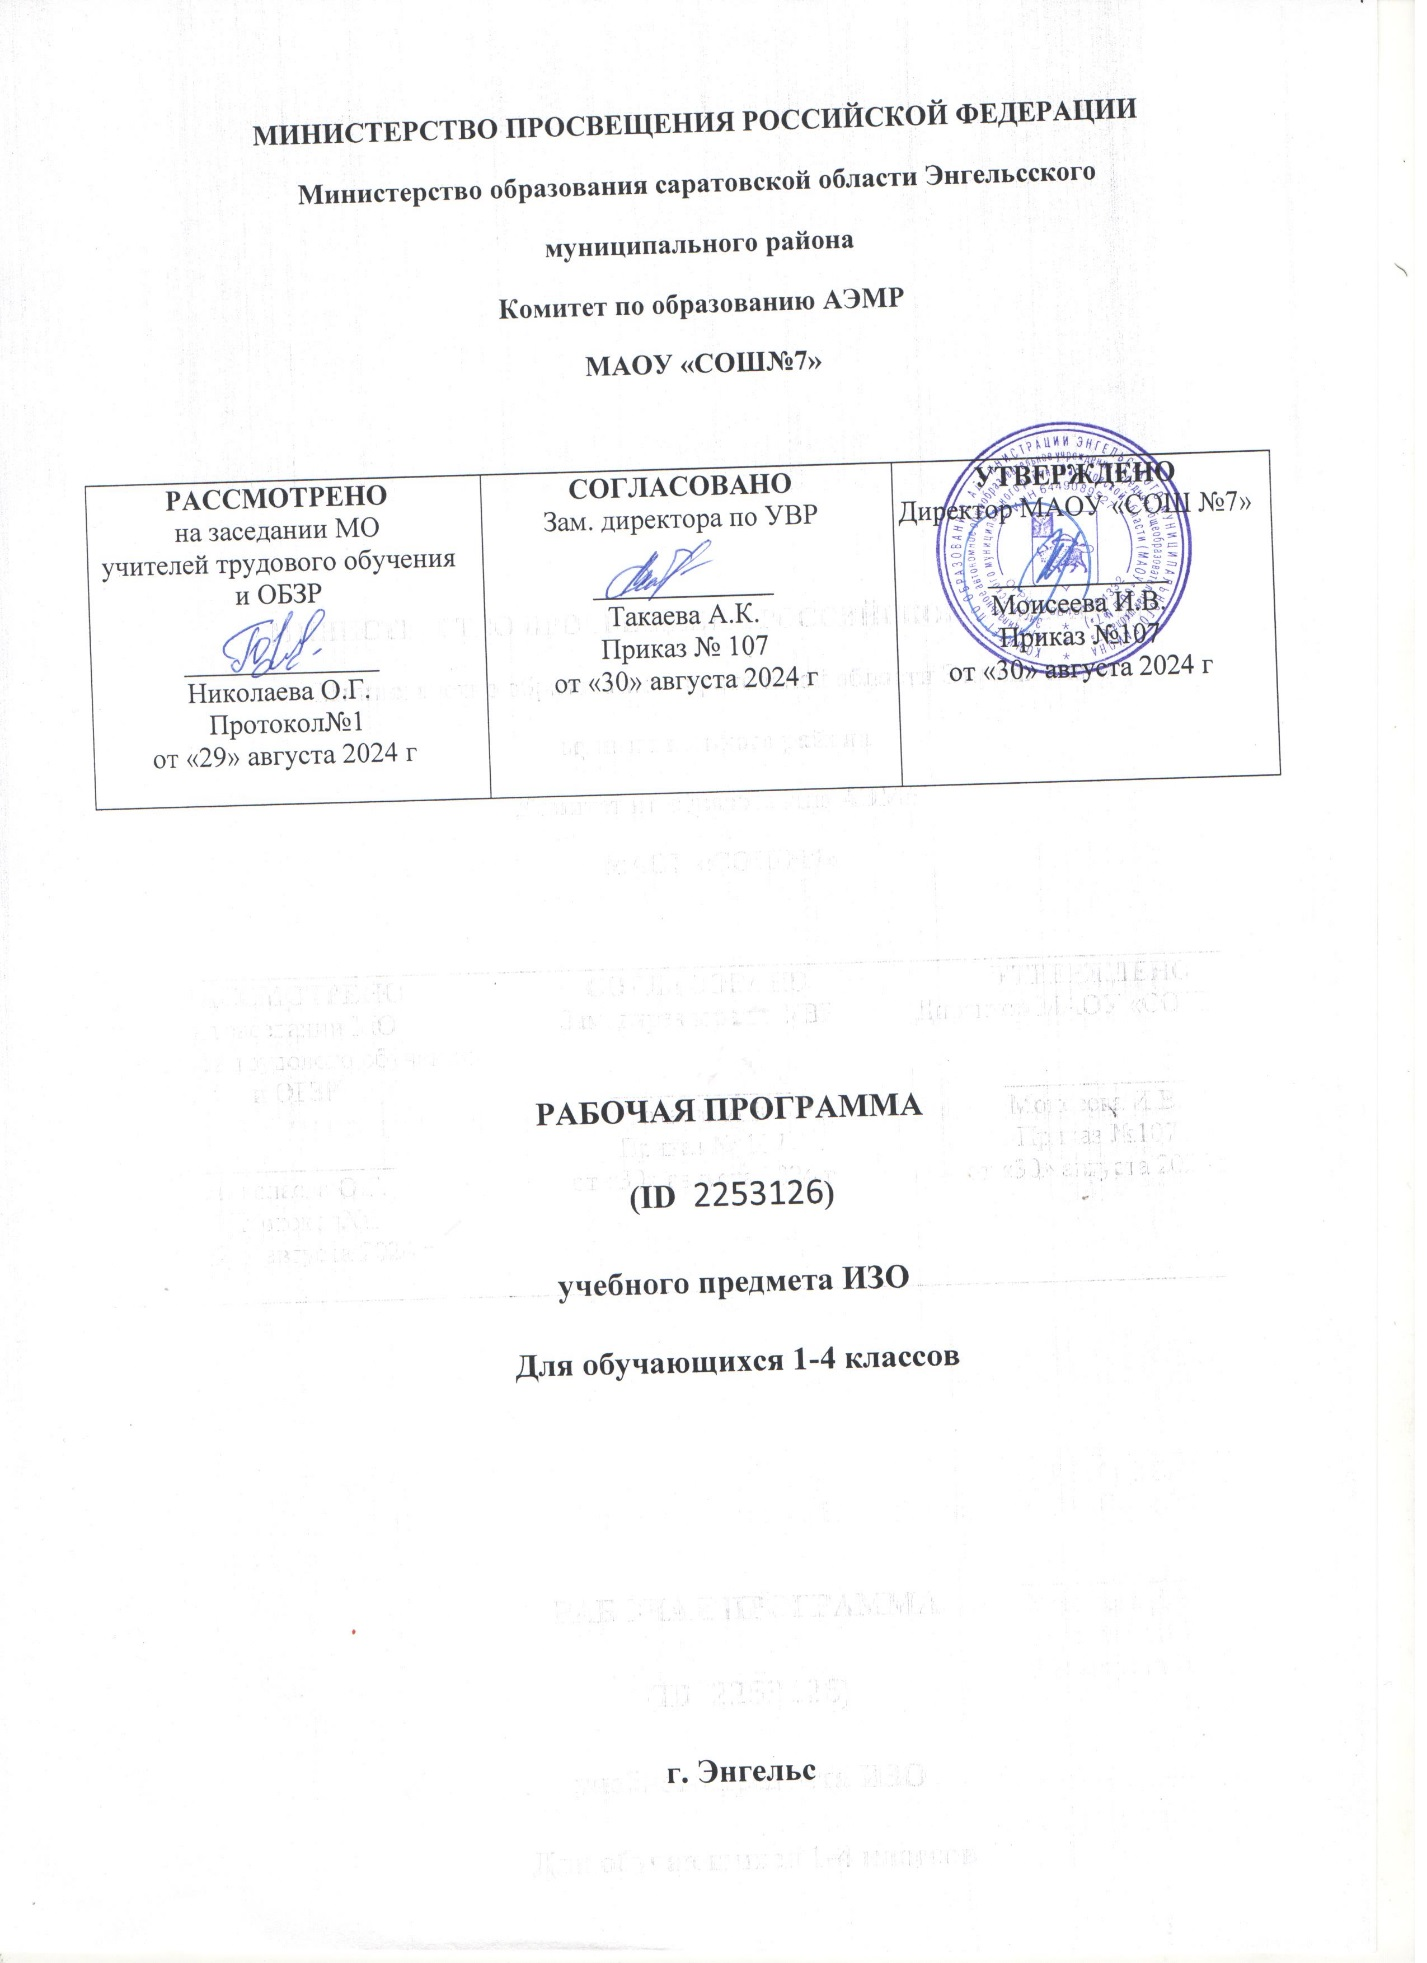 МИНИСТЕРСТВО ПРОСВЕЩЕНИЯ РОССИЙСКОЙ ФЕДЕРАЦИИ
Министерство образования саратовской области Энгельсского
муниципального района
Комитет по образованию АЭМР
МАОУ «СОШ№7»
РАССМОТРЕНО
на заседании МО
учителей трудового обучения
и ОБЗР
Николаева О.Г.
Протокол№1
от «29» августа 2024 г
СОГЛАСОВАНО
Зам. директора по УВР
Такаева А.К.
Приказ № 107
от «30» августа 2024 г
УТВЕРЖДЕНО
Директор МАОУ «СОШ №7»
Моисеева И.В.
Приказ №107
от «30» августа 2024 г
РАБОЧАЯ ПРОГРАММА
(ID 2253126)
учебного предмета ИЗО
Для обучающихся 1-4 классов
г. Энгельс